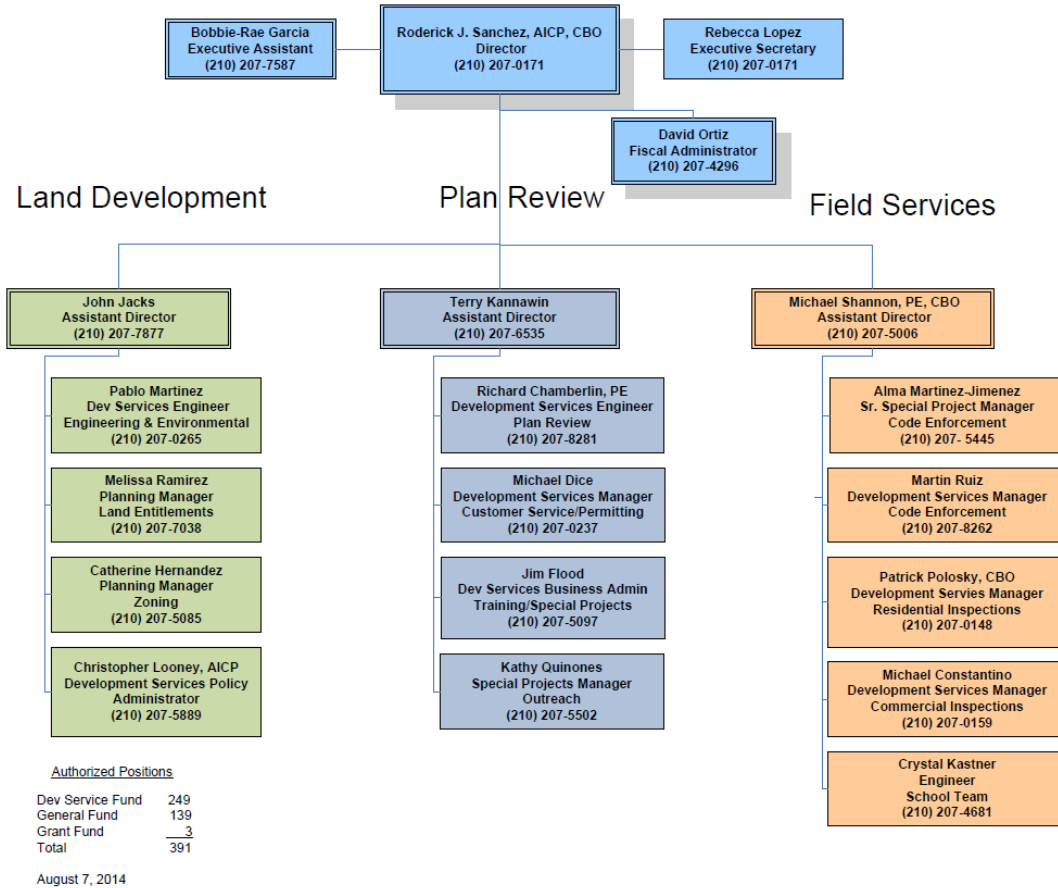 Bobbie-Rae Garcia
Executive Assistant
(210) 207-7587
Roderick J. Sanchez, AICP, CBO
Director
(210) 207-0171
Rebecca Lopez
Executive Secretary
(210) 207-0171
David Ortiz
Fiscal Administrator
(210) 207-4296
Land Development
Plan Review
Field Services
John Jacks
Assistant Director
(210) 207-7877
Pablo Martinez
Dev Services Engineer
Engineering & Environmental
(210) 207-0265
Melissa Ramirez
Planning Manager
Land Entitlements
(210) 207-7038
Catherine Hernandez
Planning Manager
Zoning
(210) 207-5085
Christopher Looney, AICP
Development Services Policy
Administrator
(210) 207-5889
Terry Kannawin
Assistant Director
(210) 207-6535
Richard Chamberlin, PE
Development Services Engineer
Plan Review
(210) 207-8281
Michael Dice
Development Services Manager
Customer Service/Permitting
(210) 207-0237
Jim Flood
Dev Services Business Admin
Training/Special Projects
(210) 207-5097
Kathy Quinones
Special Projects Manager
Outreach
(210) 207-5502
Michael Shannon, PE, CBO
Assistant Director
(210) 207-5006
Alma Martinez-Jimenez
Sr. Special Project Manager
Code Enforcement
(210) 207- 5445
Martin Ruiz
Development Services Manager
Code Enforcement
(210) 207-8262
Patrick Polosky, CBO
Development Servies Manager
Residential Inspections
(210) 207-0148
Michael Constantino
Development Services Manager
Commercial Inspections
(210) 207-0159
Crystal Kastner
Engineer
School Team
(210) 207-4681
Authorized Positions
Dev Service Fund 249
General Fund 139
Grant Fund 3
Total 391
August 7, 2014